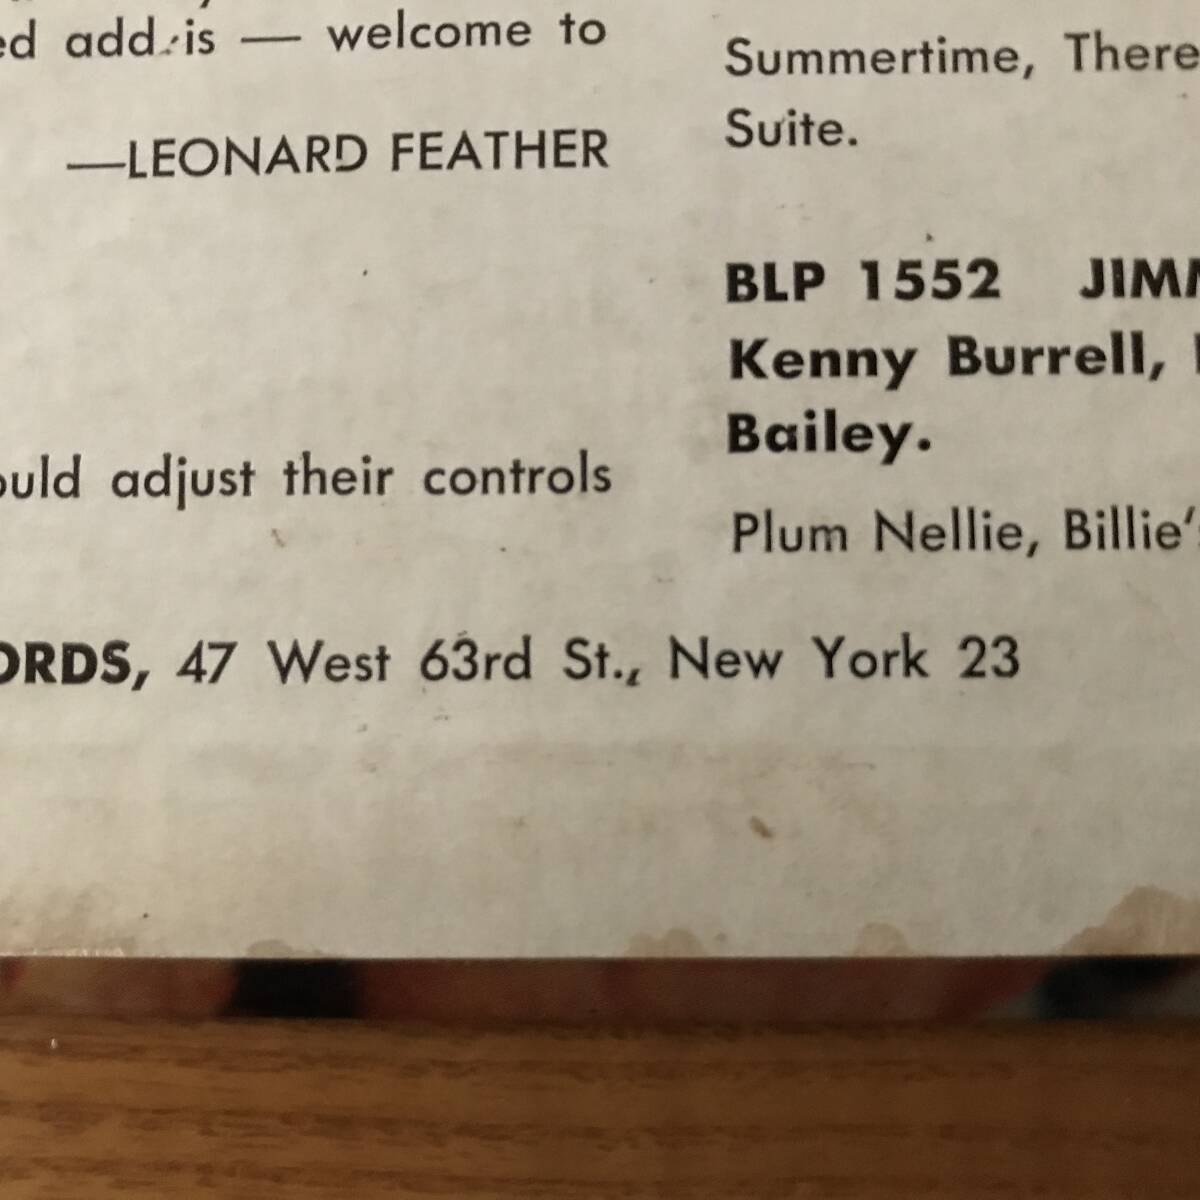 add is — welcome to
—LEONARD FEATHER
adjust their controls
Summertime, There
Suite.
BLP 1552 JIMM
Kenny Burrell,
Bailey.
Plum Nellie, Billie's
ORDS, 47 West 63rd St., New York 23